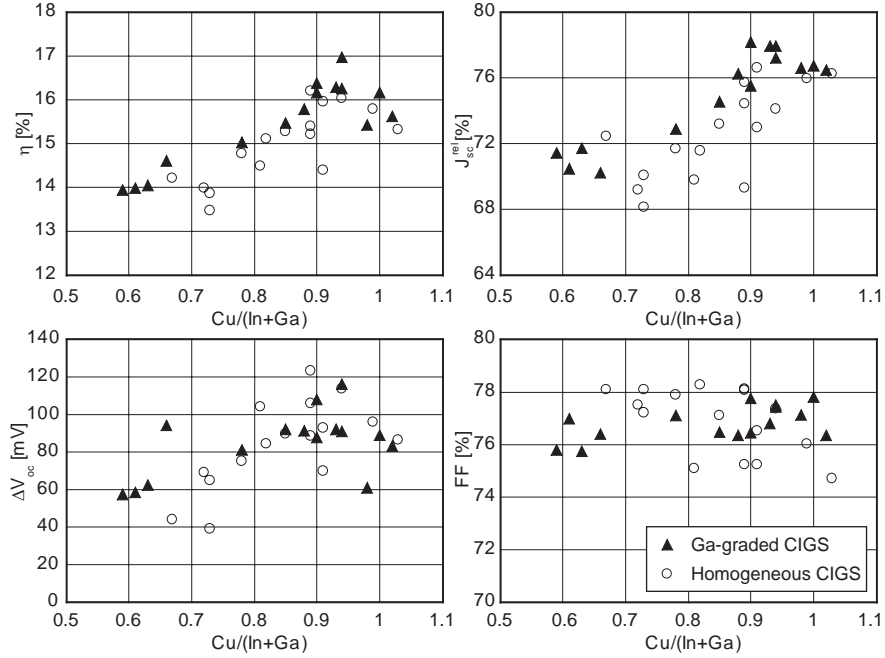 18
17
16
15
14
13
12
0.5 0.6 0.7 0.8 0.9 1 1.1
η [%]
Cu/(In+Ga)
80
76
72
68
64
0.5 0.6 0.7 0.8 0.9 1 1.1
J_sc^rel [%]
Cu/(In+Ga)
140
120
100
80
60
40
20
0
0.5 0.6 0.7 0.8 0.9 1 1.1
ΔV_oc [mV]
Cu/(In+Ga)
80
78
76
74
72
70
0.5 0.6 0.7 0.8 0.9 1 1.1
FF [%]
Cu/(In+Ga)
Ga-graded CIGS
Homogeneous CIGS